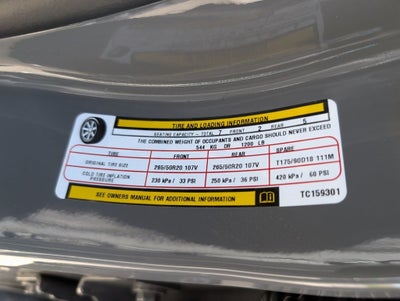 TIRE AND LOADING INFORMATION
SEATING CAPACITY - TOTAL 7 FRONT 2 REAR 5
THE COMBINED WEIGHT OF OCCUPANTS AND CARGO SHOULD NEVER EXCEED
544 KG OR 1200 LB
TIRE FRONT REAR SPARE
ORIGINAL TIRE SIZE 265/50R20 107V 265/50R20 107V T175/90D18 111M
COLD TIRE INFLATION PRESSURE 230 kPa / 33 PSI 250 kPa / 36 PSI 420 kPa / 60 PSI
SEE OWNERS MANUAL FOR ADDITIONAL INFORMATION TC159301